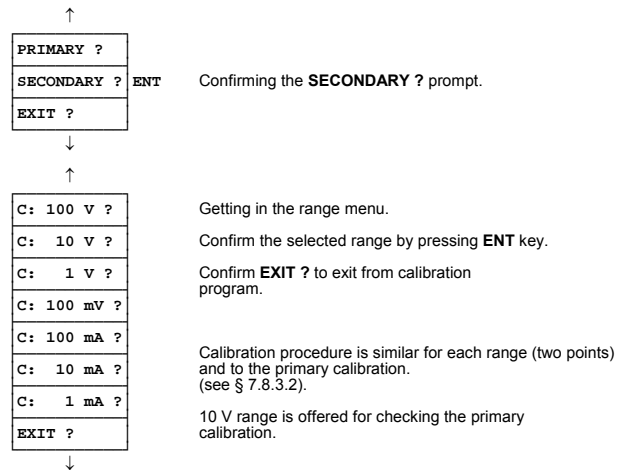 ↑
PRIMARY ?
SECONDARY ? ENT Confirming the SECONDARY ? prompt.
EXIT ?
↓
↑
C: 100 V ? Getting in the range menu.
C: 10 V ? Confirm the selected range by pressing ENT key.
C: 1 V ? Confirm EXIT ? to exit from calibration
program.
C: 100 mV ?
C: 100 mA ?
Calibration procedure is similar for each range (two points)
C: 10 mA ? and to the primary calibration.
(see § 7.8.3.2).
C: 1 mA ?
10 V range is offered for checking the primary
EXIT ? calibration.
↓